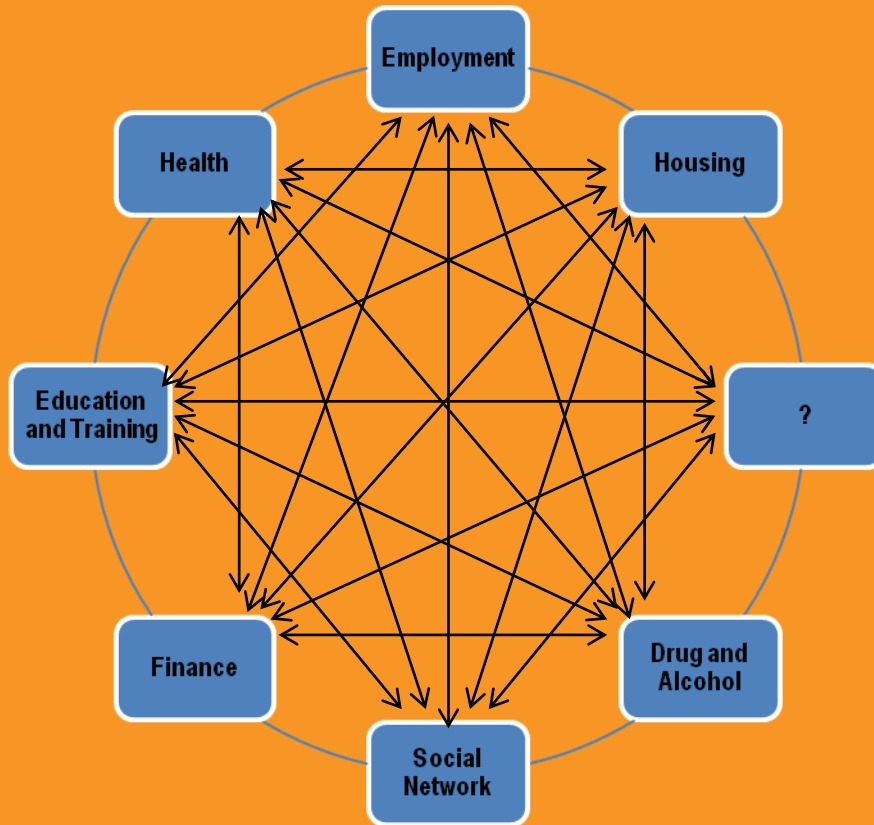 Employment
Health
Housing
Education
and Training
?
Finance
Drug and
Alcohol
Social
Network